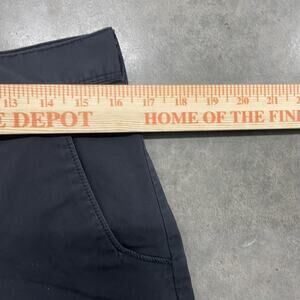 13 14 15 16 17 18 19 20 21
E DEPOT HOME OF THE FIN